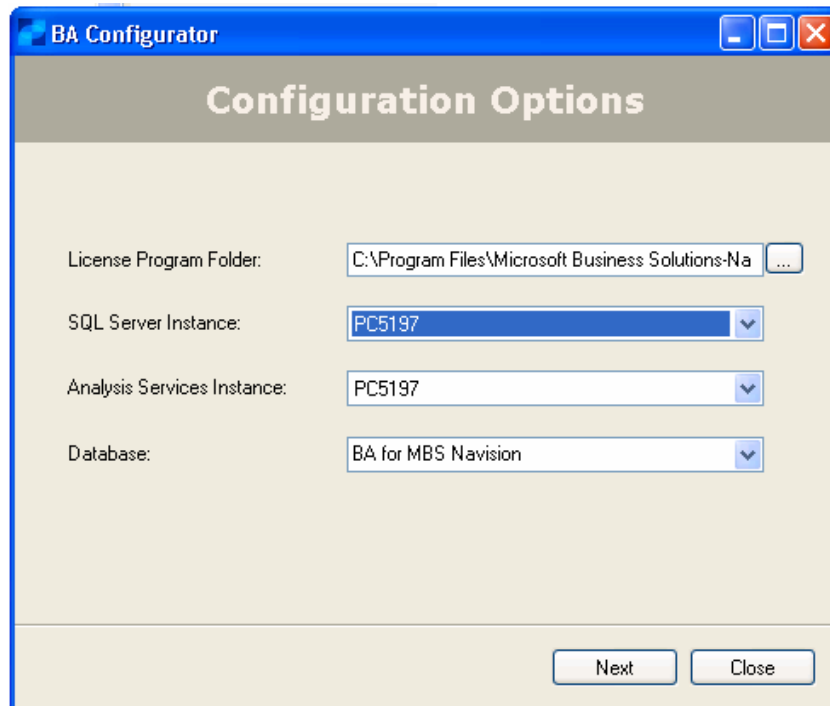 BA Configurator
Configuration Options
License Program Folder: C:\Program Files\Microsoft Business Solutions-Na ...
SQL Server Instance: PC5197
Analysis Services Instance: PC5197
Database: BA for MBS Navision
Next Close